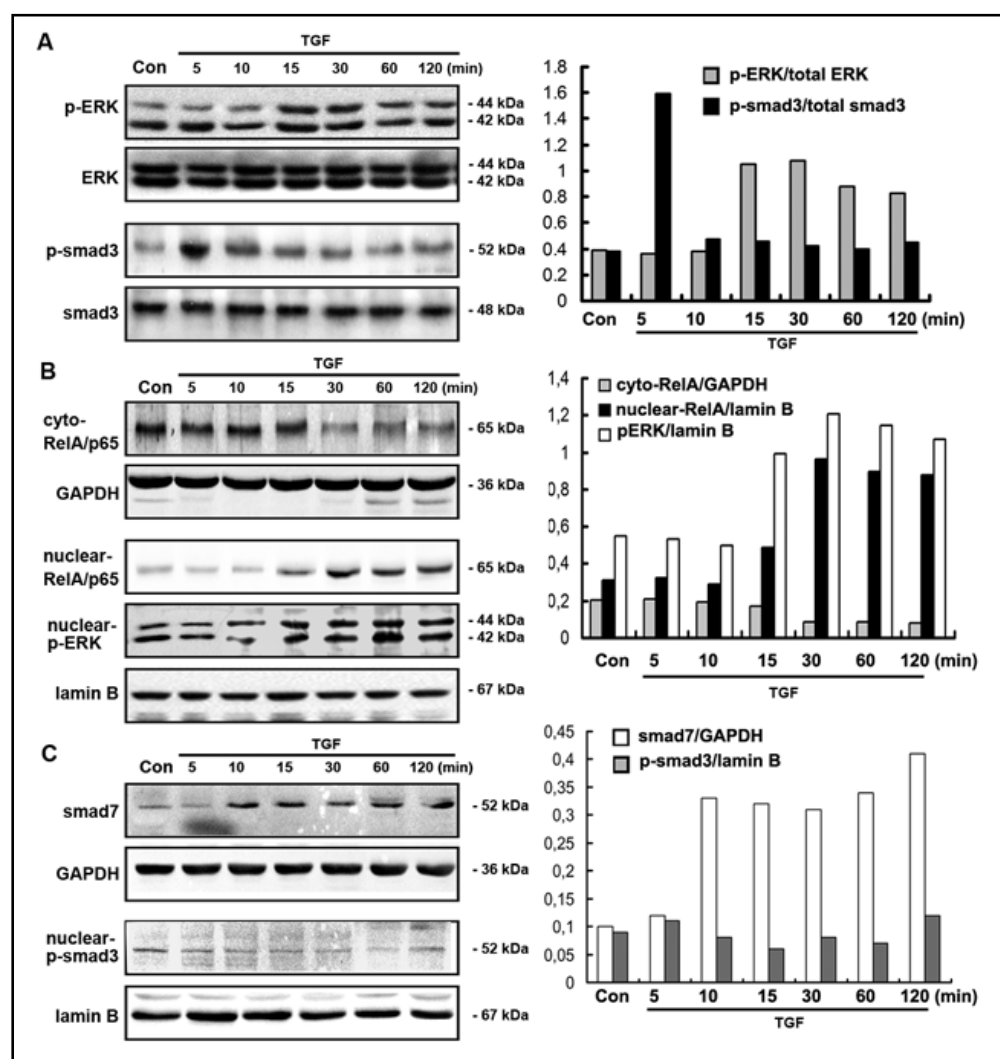 A
TGF
Con 5 10 15 30 60 120 (min)
p-ERK
- 44 kDa
- 42 kDa
ERK
- 44 kDa
- 42 kDa
p-smad3
- 52 kDa
smad3
- 48 kDa
1.8
1.6
1.4
1.2
1
0.8
0.6
0.4
0.2
0
p-ERK/total ERK
p-smad3/total smad3
Con 5 10 15 30 60 120 (min)
TGF
B
TGF
Con 5 10 15 30 60 120 (min)
cyto-
RelA/p65
- 65 kDa
GAPDH
- 36 kDa
nuclear-
RelA/p65
- 65 kDa
nuclear-
p-ERK
- 44 kDa
- 42 kDa
lamin B
- 67 kDa
1,4
1,2
1
0,8
0,6
0,4
0,2
0
cyto-RelA/GAPDH
nuclear-RelA/lamin B
pERK/lamin B
Con 5 10 15 30 60 120 (min)
TGF
C
TGF
Con 5 10 15 30 60 120 (min)
smad7
- 52 kDa
GAPDH
- 36 kDa
nuclear-
p-smad3
- 52 kDa
lamin B
- 67 kDa
0,45
0,4
0,35
0,3
0,25
0,2
0,15
0,1
0,05
0
smad7/GAPDH
p-smad3/lamin B
Con 5 10 15 30 60 120 (min)
TGF